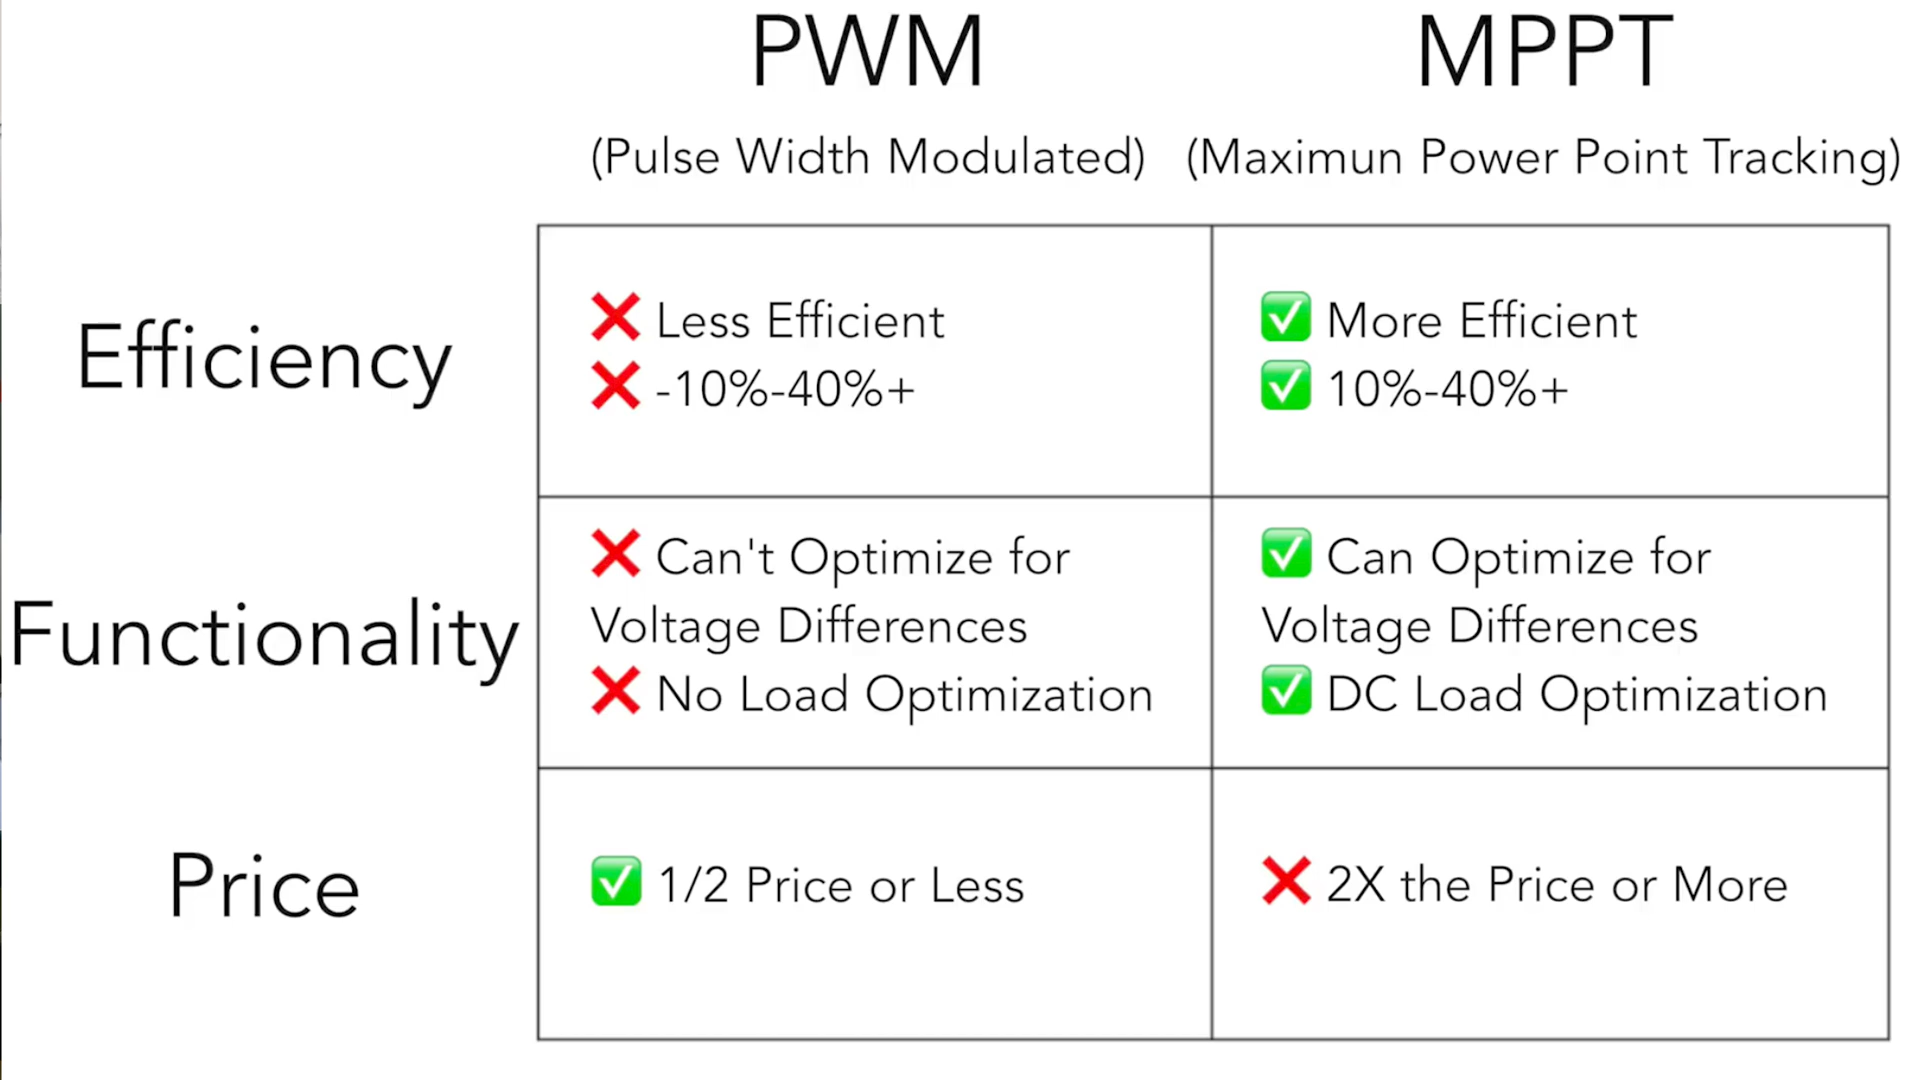 PWM MPPT
(Pulse Width Modulated) (Maximun Power Point Tracking)
Efficiency
❌ Less Efficient
❌ -10%-40%+
✅ More Efficient
✅ 10%-40%+
Functionality
❌ Can't Optimize for
Voltage Differences
❌ No Load Optimization
✅ Can Optimize for
Voltage Differences
✅ DC Load Optimization
Price
✅ 1/2 Price or Less
❌ 2X the Price or More